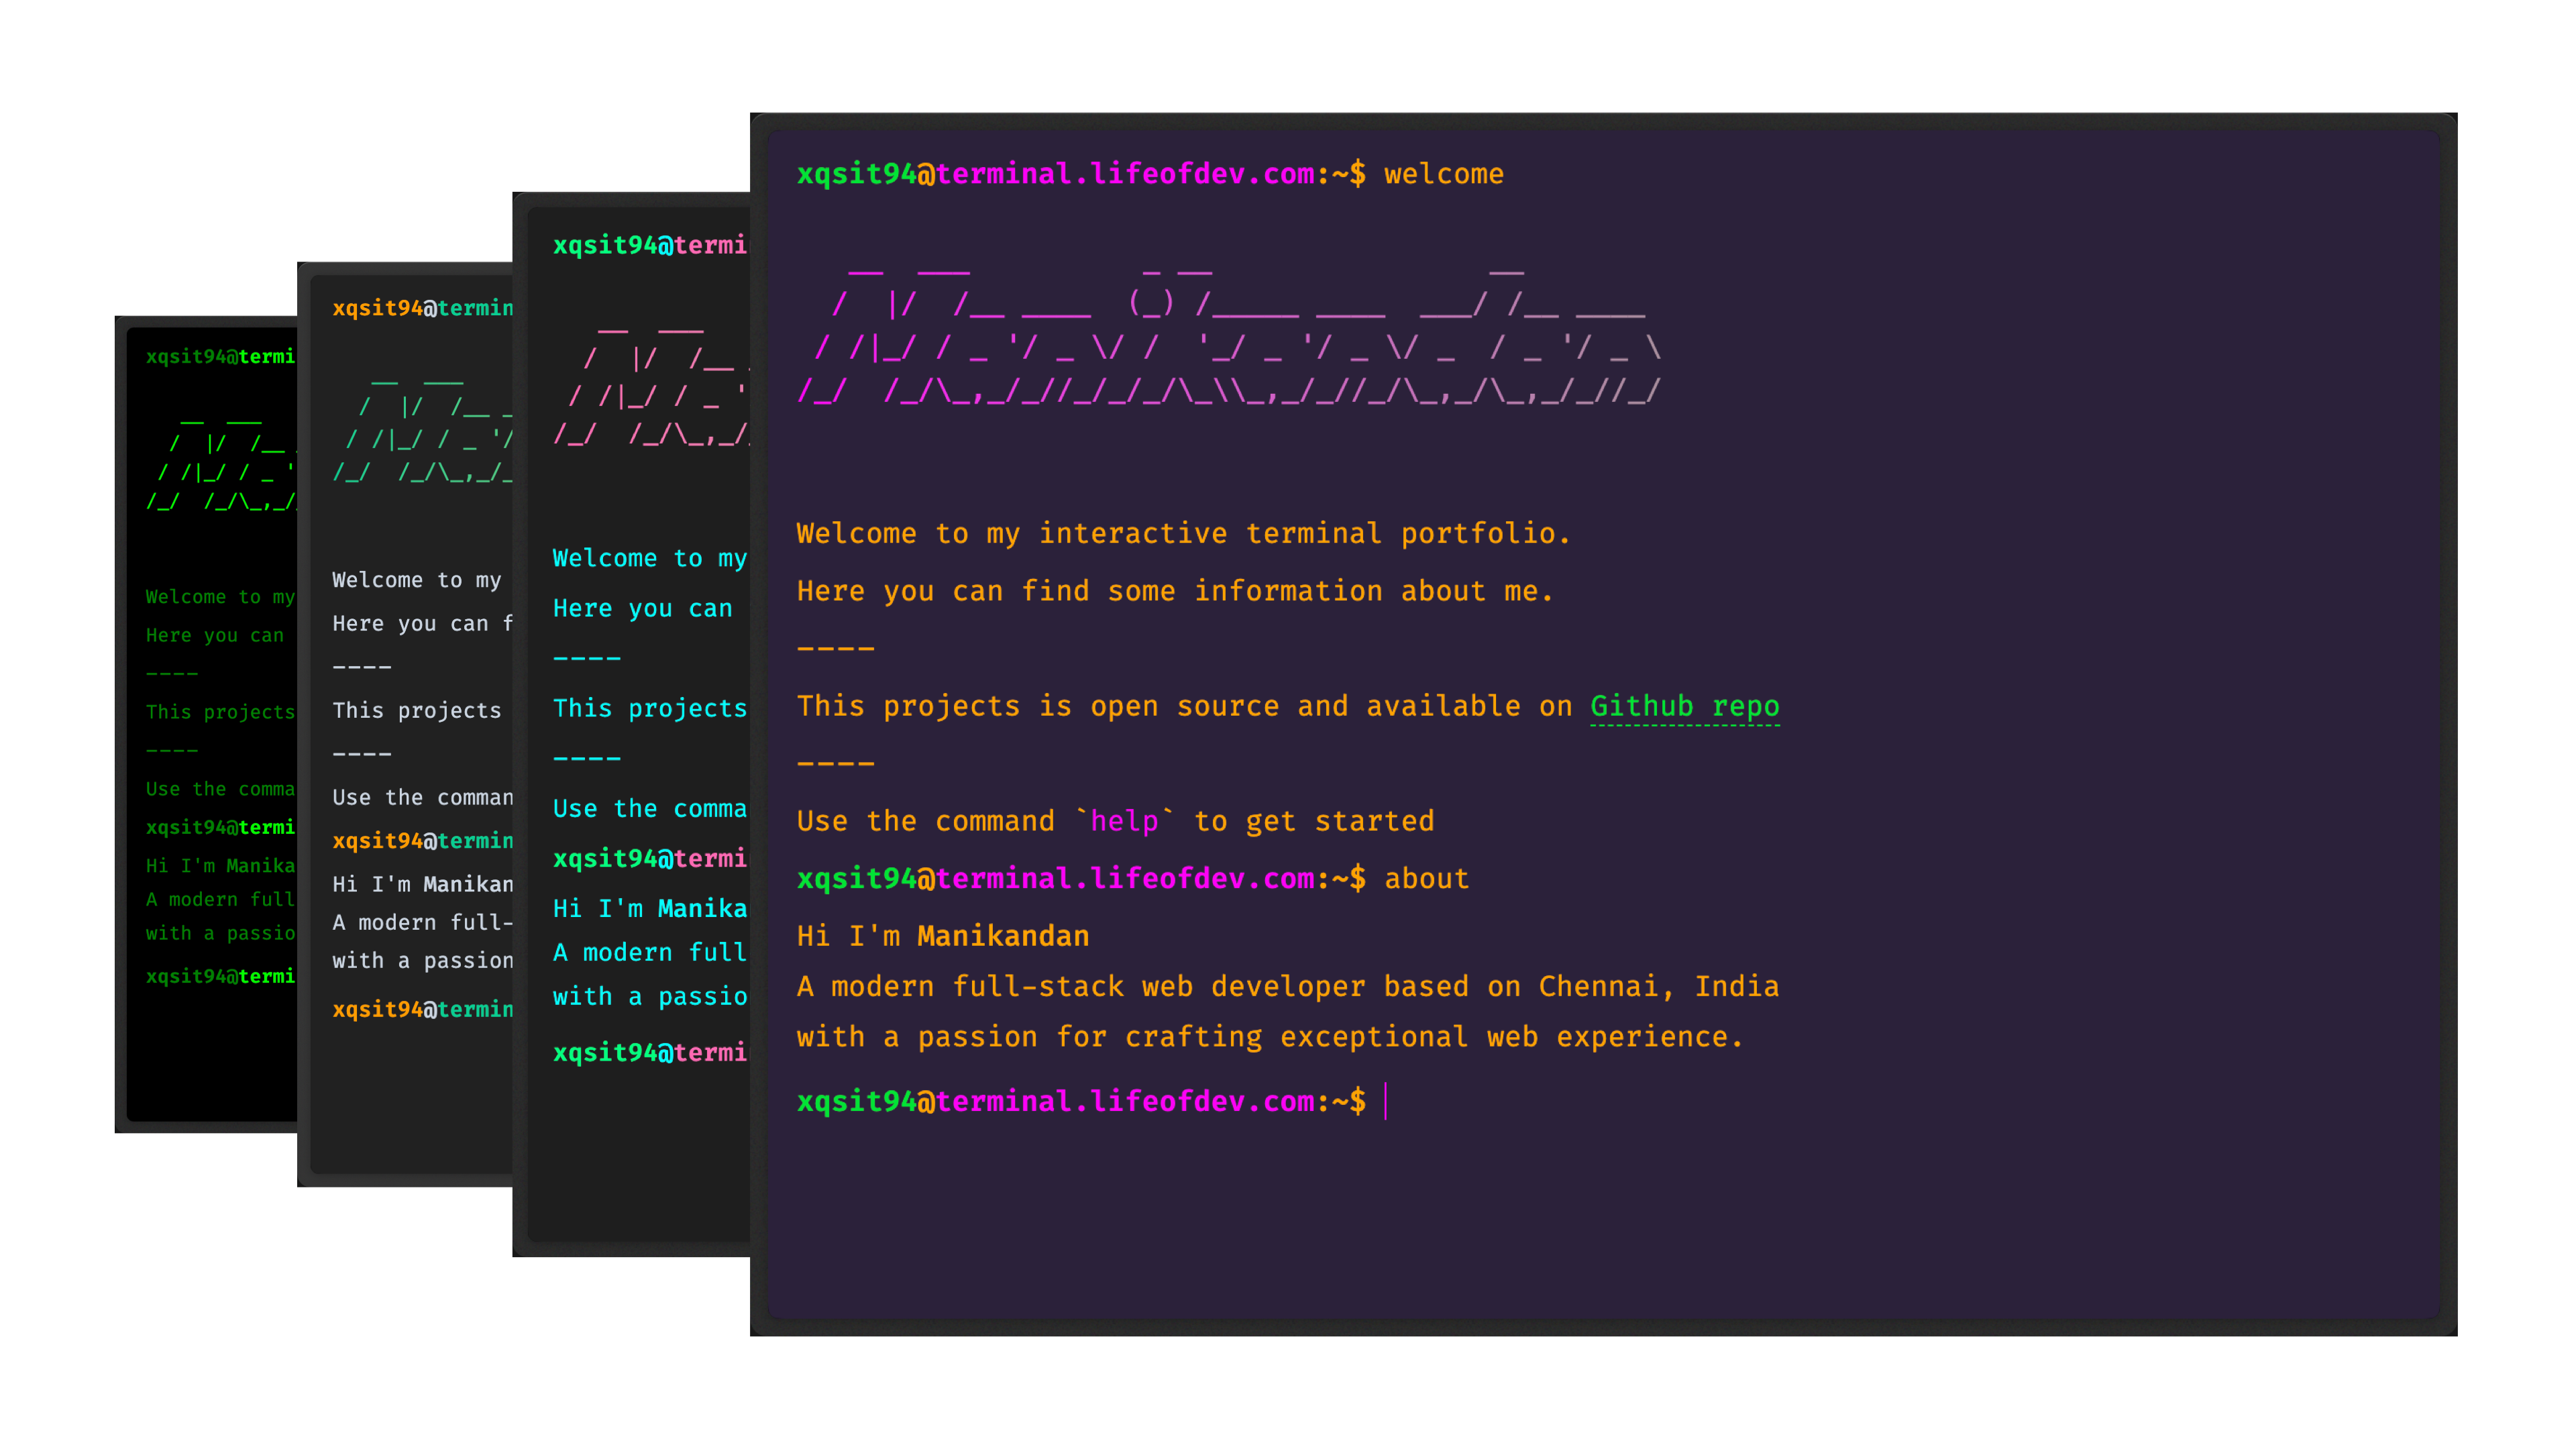 xqsit94@termi
Welcome to my
Here you can
----
This projects
----
Use the comma
xqsit94@termi
Hi I'm Manika
A modern full
with a passio
xqsit94@termi
xqsit94@termin
Welcome to my
Here you can f
----
This projects
----
Use the comman
xqsit94@termin
Hi I'm Manikan
A modern full-
with a passion
xqsit94@termin
xqsit94@termi
Welcome to my
Here you can
----
This projects
----
Use the comma
xqsit94@termi
Hi I'm Manika
A modern full
with a passio
xqsit94@termi
xqsit94@terminal.lifeofdev.com:~$ welcome
Manikandan
Welcome to my interactive terminal portfolio.
Here you can find some information about me.
----
This projects is open source and available on Github repo
----
Use the command `help` to get started
xqsit94@terminal.lifeofdev.com:~$ about
Hi I'm Manikandan
A modern full-stack web developer based on Chennai, India
with a passion for crafting exceptional web experience.
xqsit94@terminal.lifeofdev.com:~$